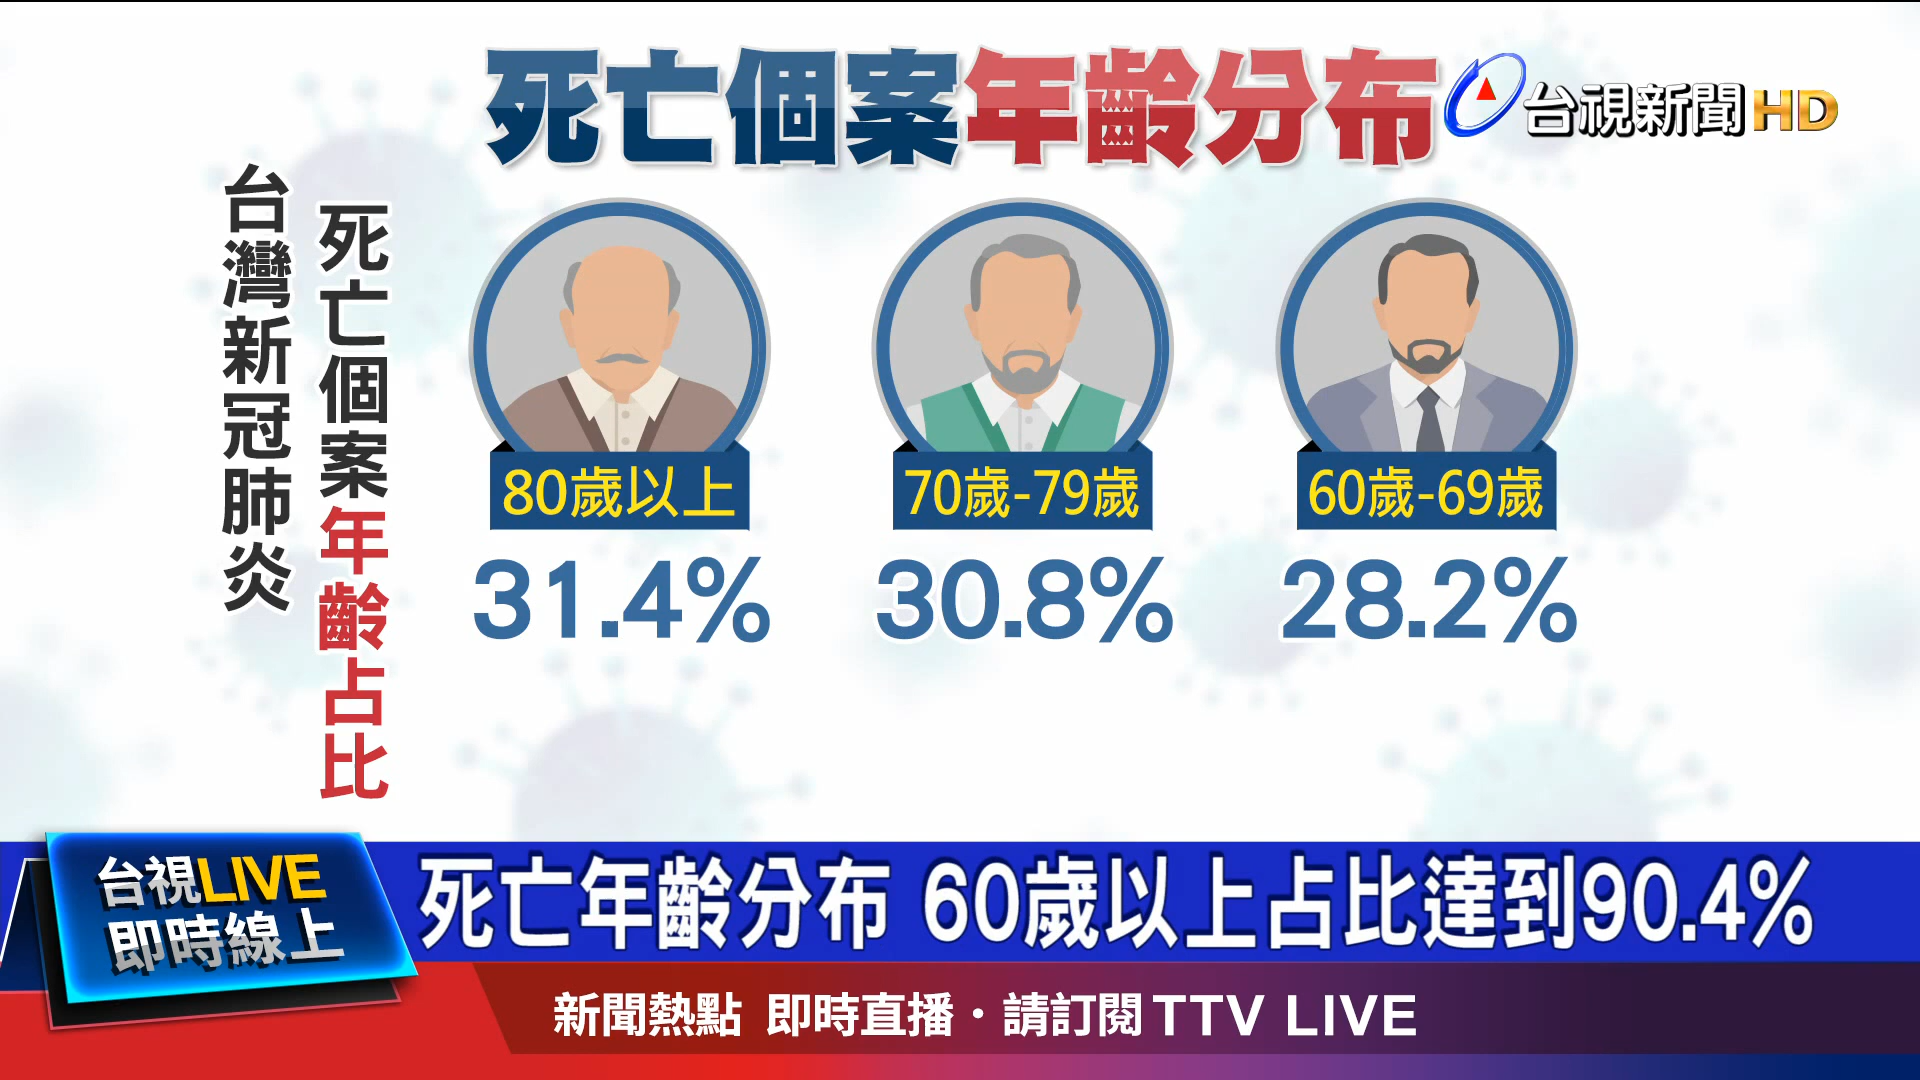 死亡個案年齡分布
台視新聞HD
台灣新冠肺炎
死亡個案年齡占比
80歲以上
70歲-79歲
60歲-69歲
31.4%
30.8%
28.2%
台視LIVE
即時線上
死亡年齡分布 60歲以上占比達到90.4%
新聞熱點 即時直播・請訂閱TTV LIVE